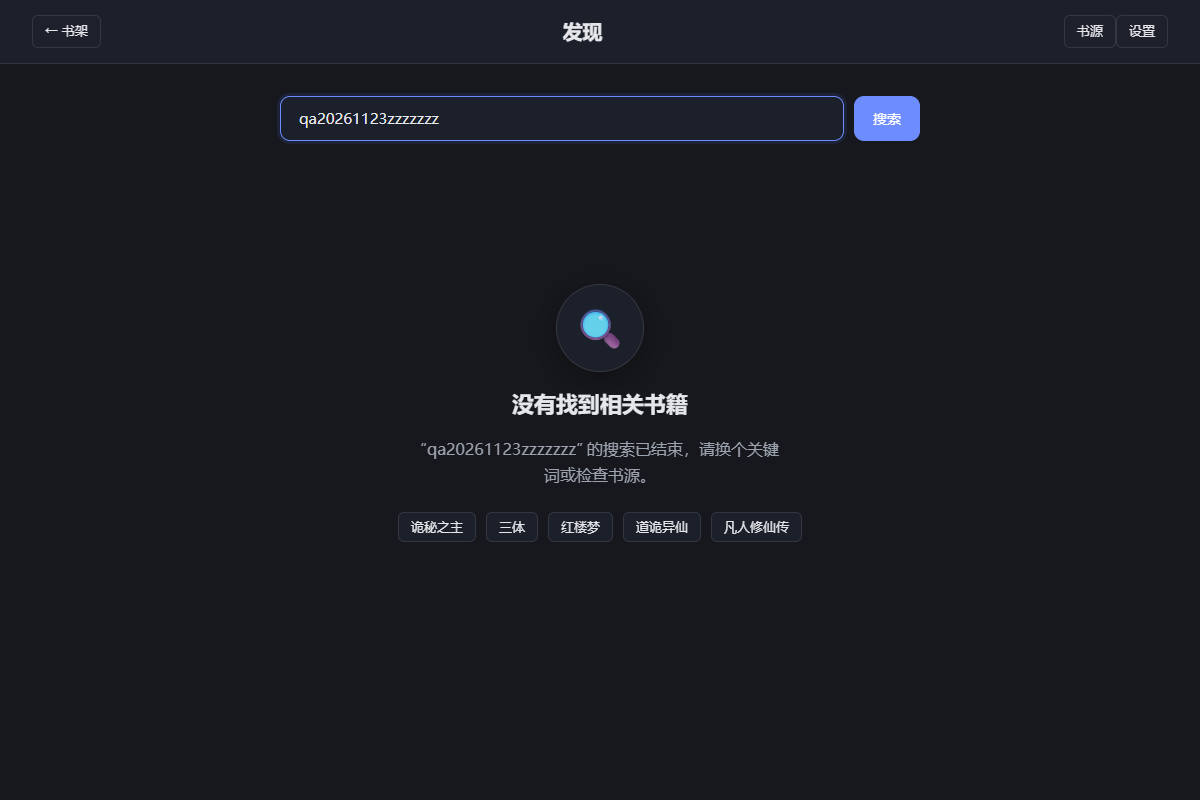 ← 书架
发现
书源
设置
qa20261123zzzzzzz
搜索
没有找到相关书籍
“qa20261123zzzzzzz” 的搜索已结束，请换个关键
词或检查书源。
诡秘之主
三体
红楼梦
道诡异仙
凡人修仙传